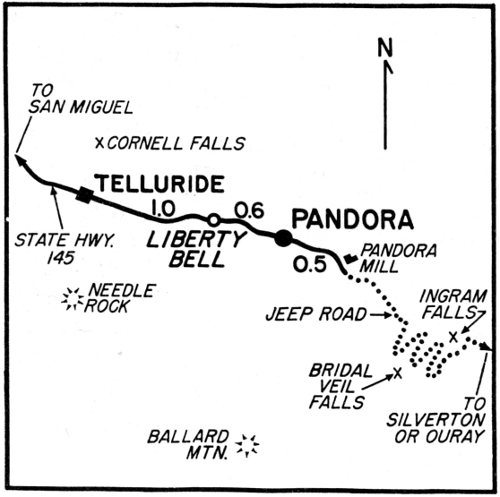 N
TO
SAN MIGUEL
CORNELL FALLS
TELLURIDE
1.0
0.6
PANDORA
STATE HWY.
145
LIBERTY
BELL
0.5
PANDORA
MILL
NEEDLE
ROCK
JEEP ROAD
INGRAM
FALLS
BRIDAL
VEIL
FALLS
TO
SILVERTON
OR OURAY
BALLARD
MTN.